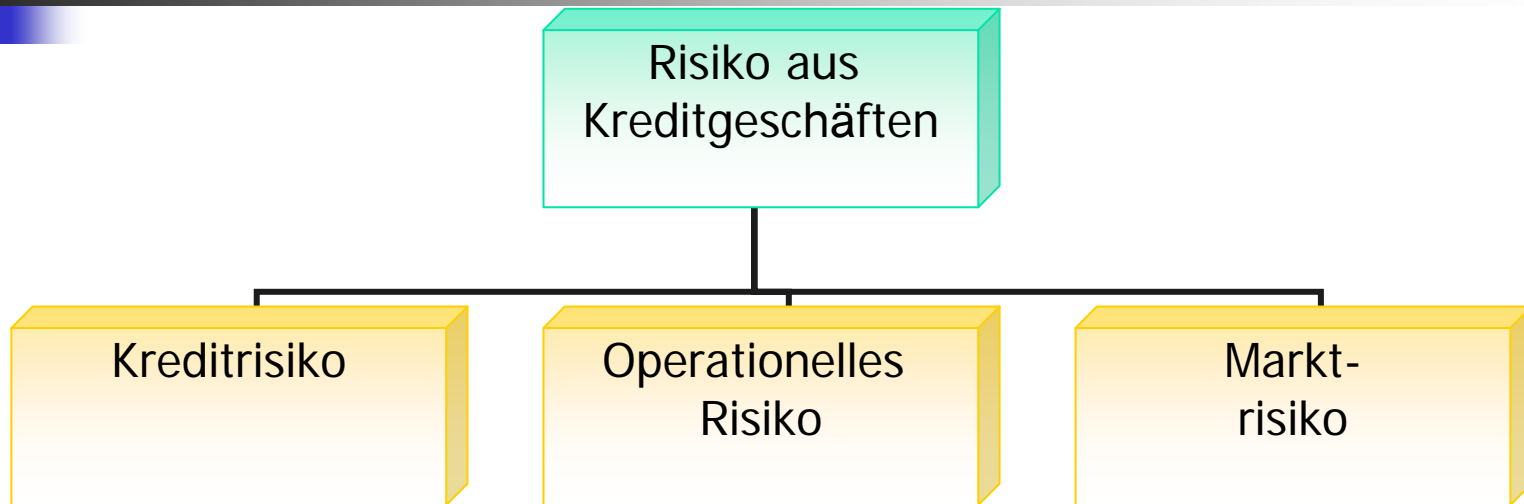 Risiko aus
Kreditgeschäften
Kreditrisiko
Operationelles
Risiko
Markt-
risiko